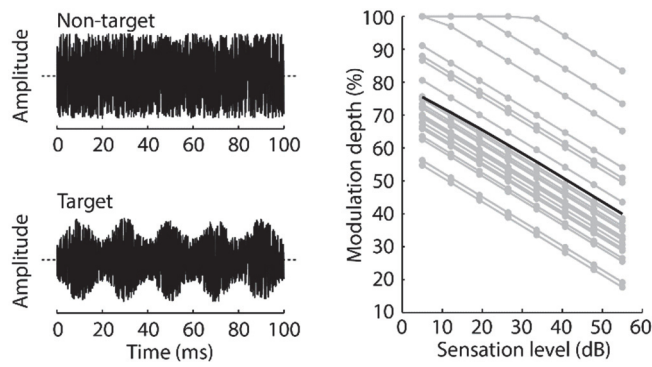 Non-target
Amplitude
0 20 40 60 80 100
Target
Amplitude
0 20 40 60 80 100
Time (ms)
Modulation depth (%)
100
90
80
70
60
50
40
30
20
10
0 10 20 30 40 50 60
Sensation level (dB)